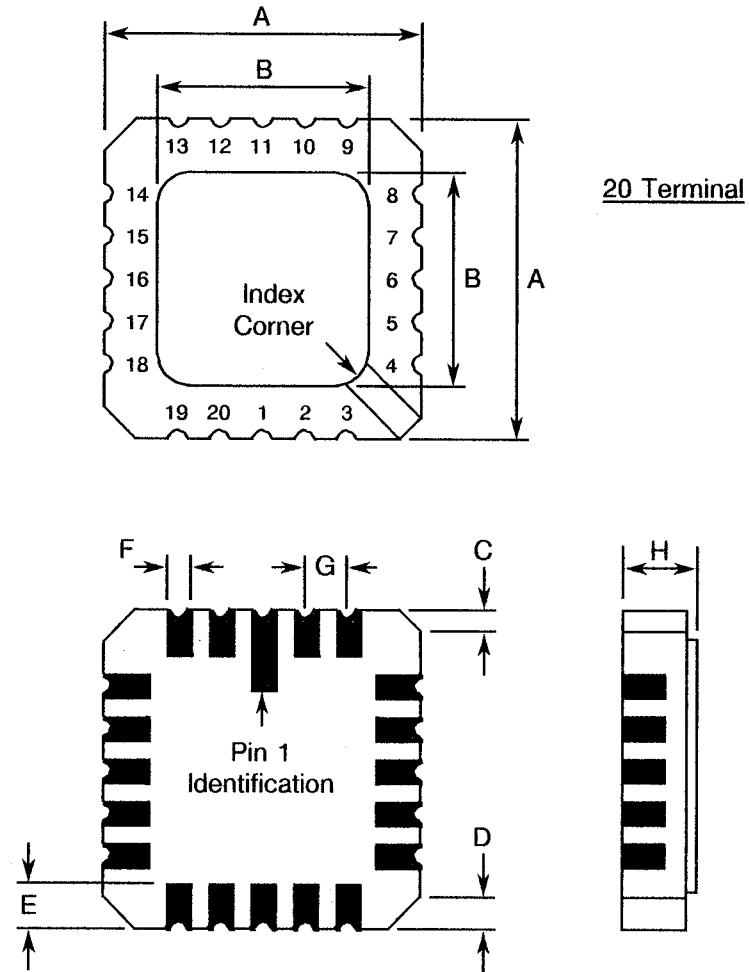 A
B
13 12 11 10 9
14
15
16
17
18
8
7
6
5
4
20 Terminal
B
A
Index
Corner
19 20 1 2 3
F
G
C
H
Pin 1
Identification
D
E